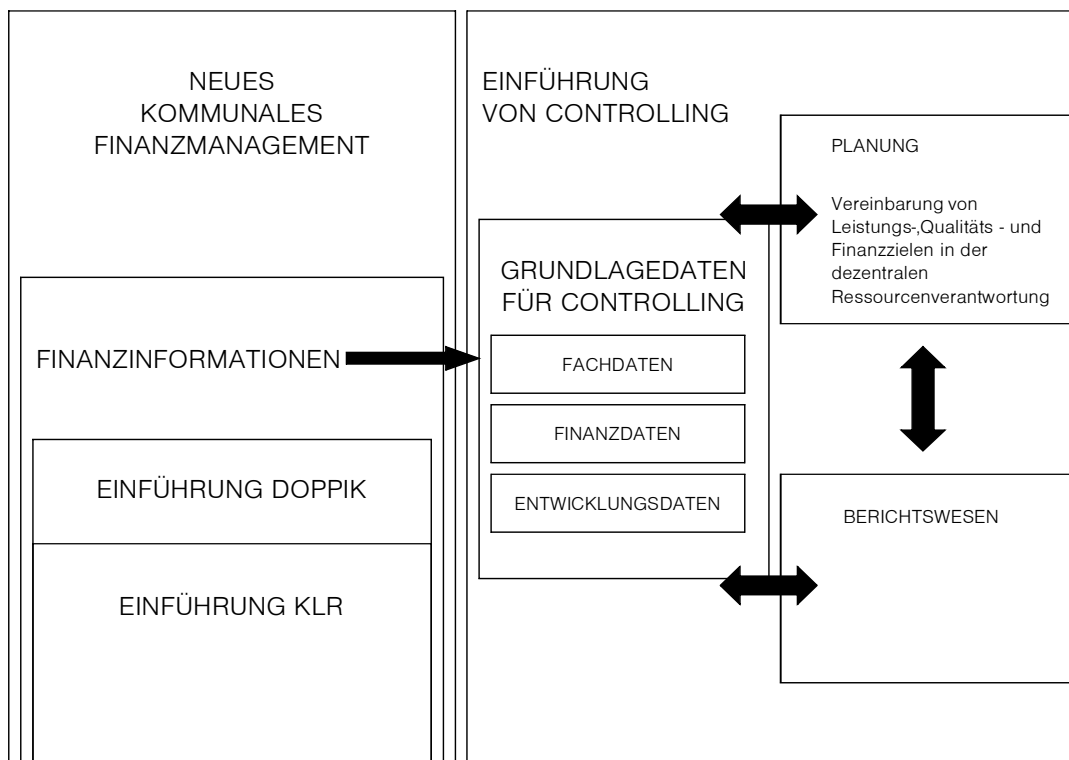 NEUES
KOMMUNALES
FINANZMANAGEMENT
FINANZINFORMATIONEN
EINFÜHRUNG DOPPIK
EINFÜHRUNG KLR
EINFÜHRUNG
VON CONTROLLING
GRUNDLAGEDATEN
FÜR CONTROLLING
FACHDATEN
FINANZDATEN
ENTWICKLUNGSDATEN
PLANUNG
Vereinbarung von
Leistungs-,Qualitäts - und
Finanzzielen in der
dezentralen
Ressourcenverantwortung
BERICHTSWESEN